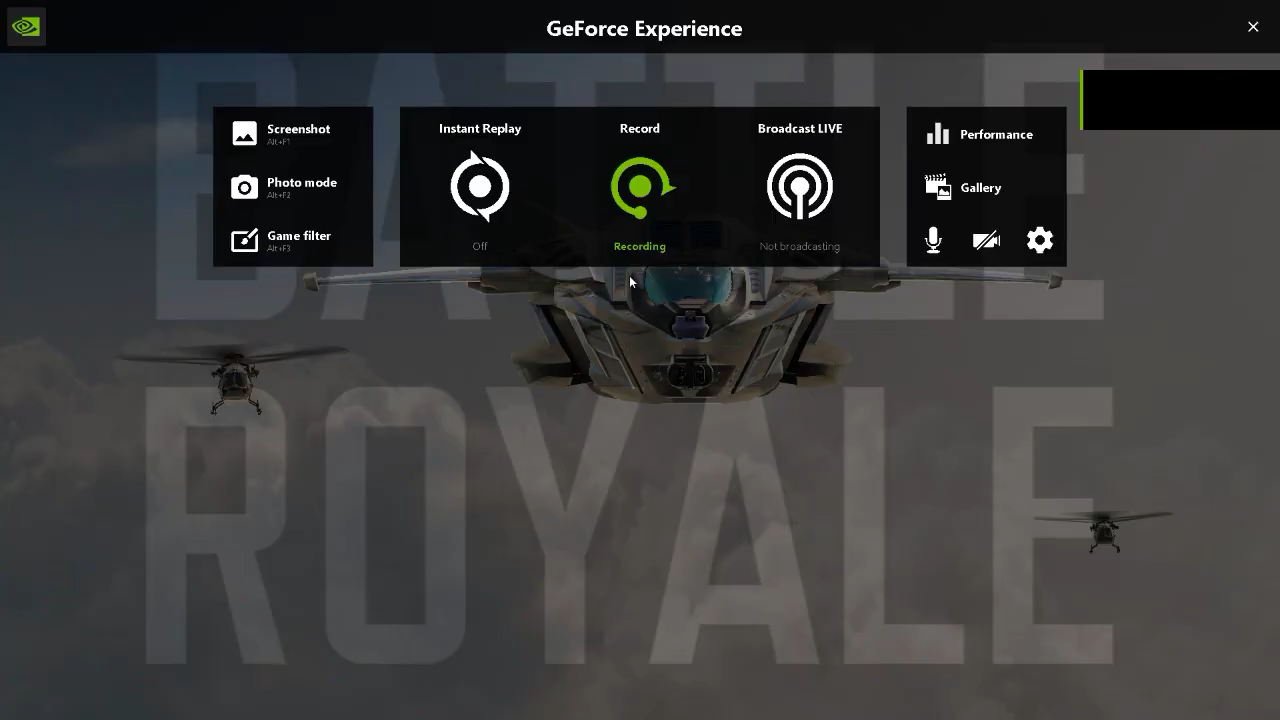 GeForce Experience
Screenshot
Alt+F1
Photo mode
Alt+F2
Game filter
Alt+F3
Instant Replay
Off
Record
Recording
Broadcast LIVE
Not broadcasting
Performance
Gallery
BATTLE
ROYALE